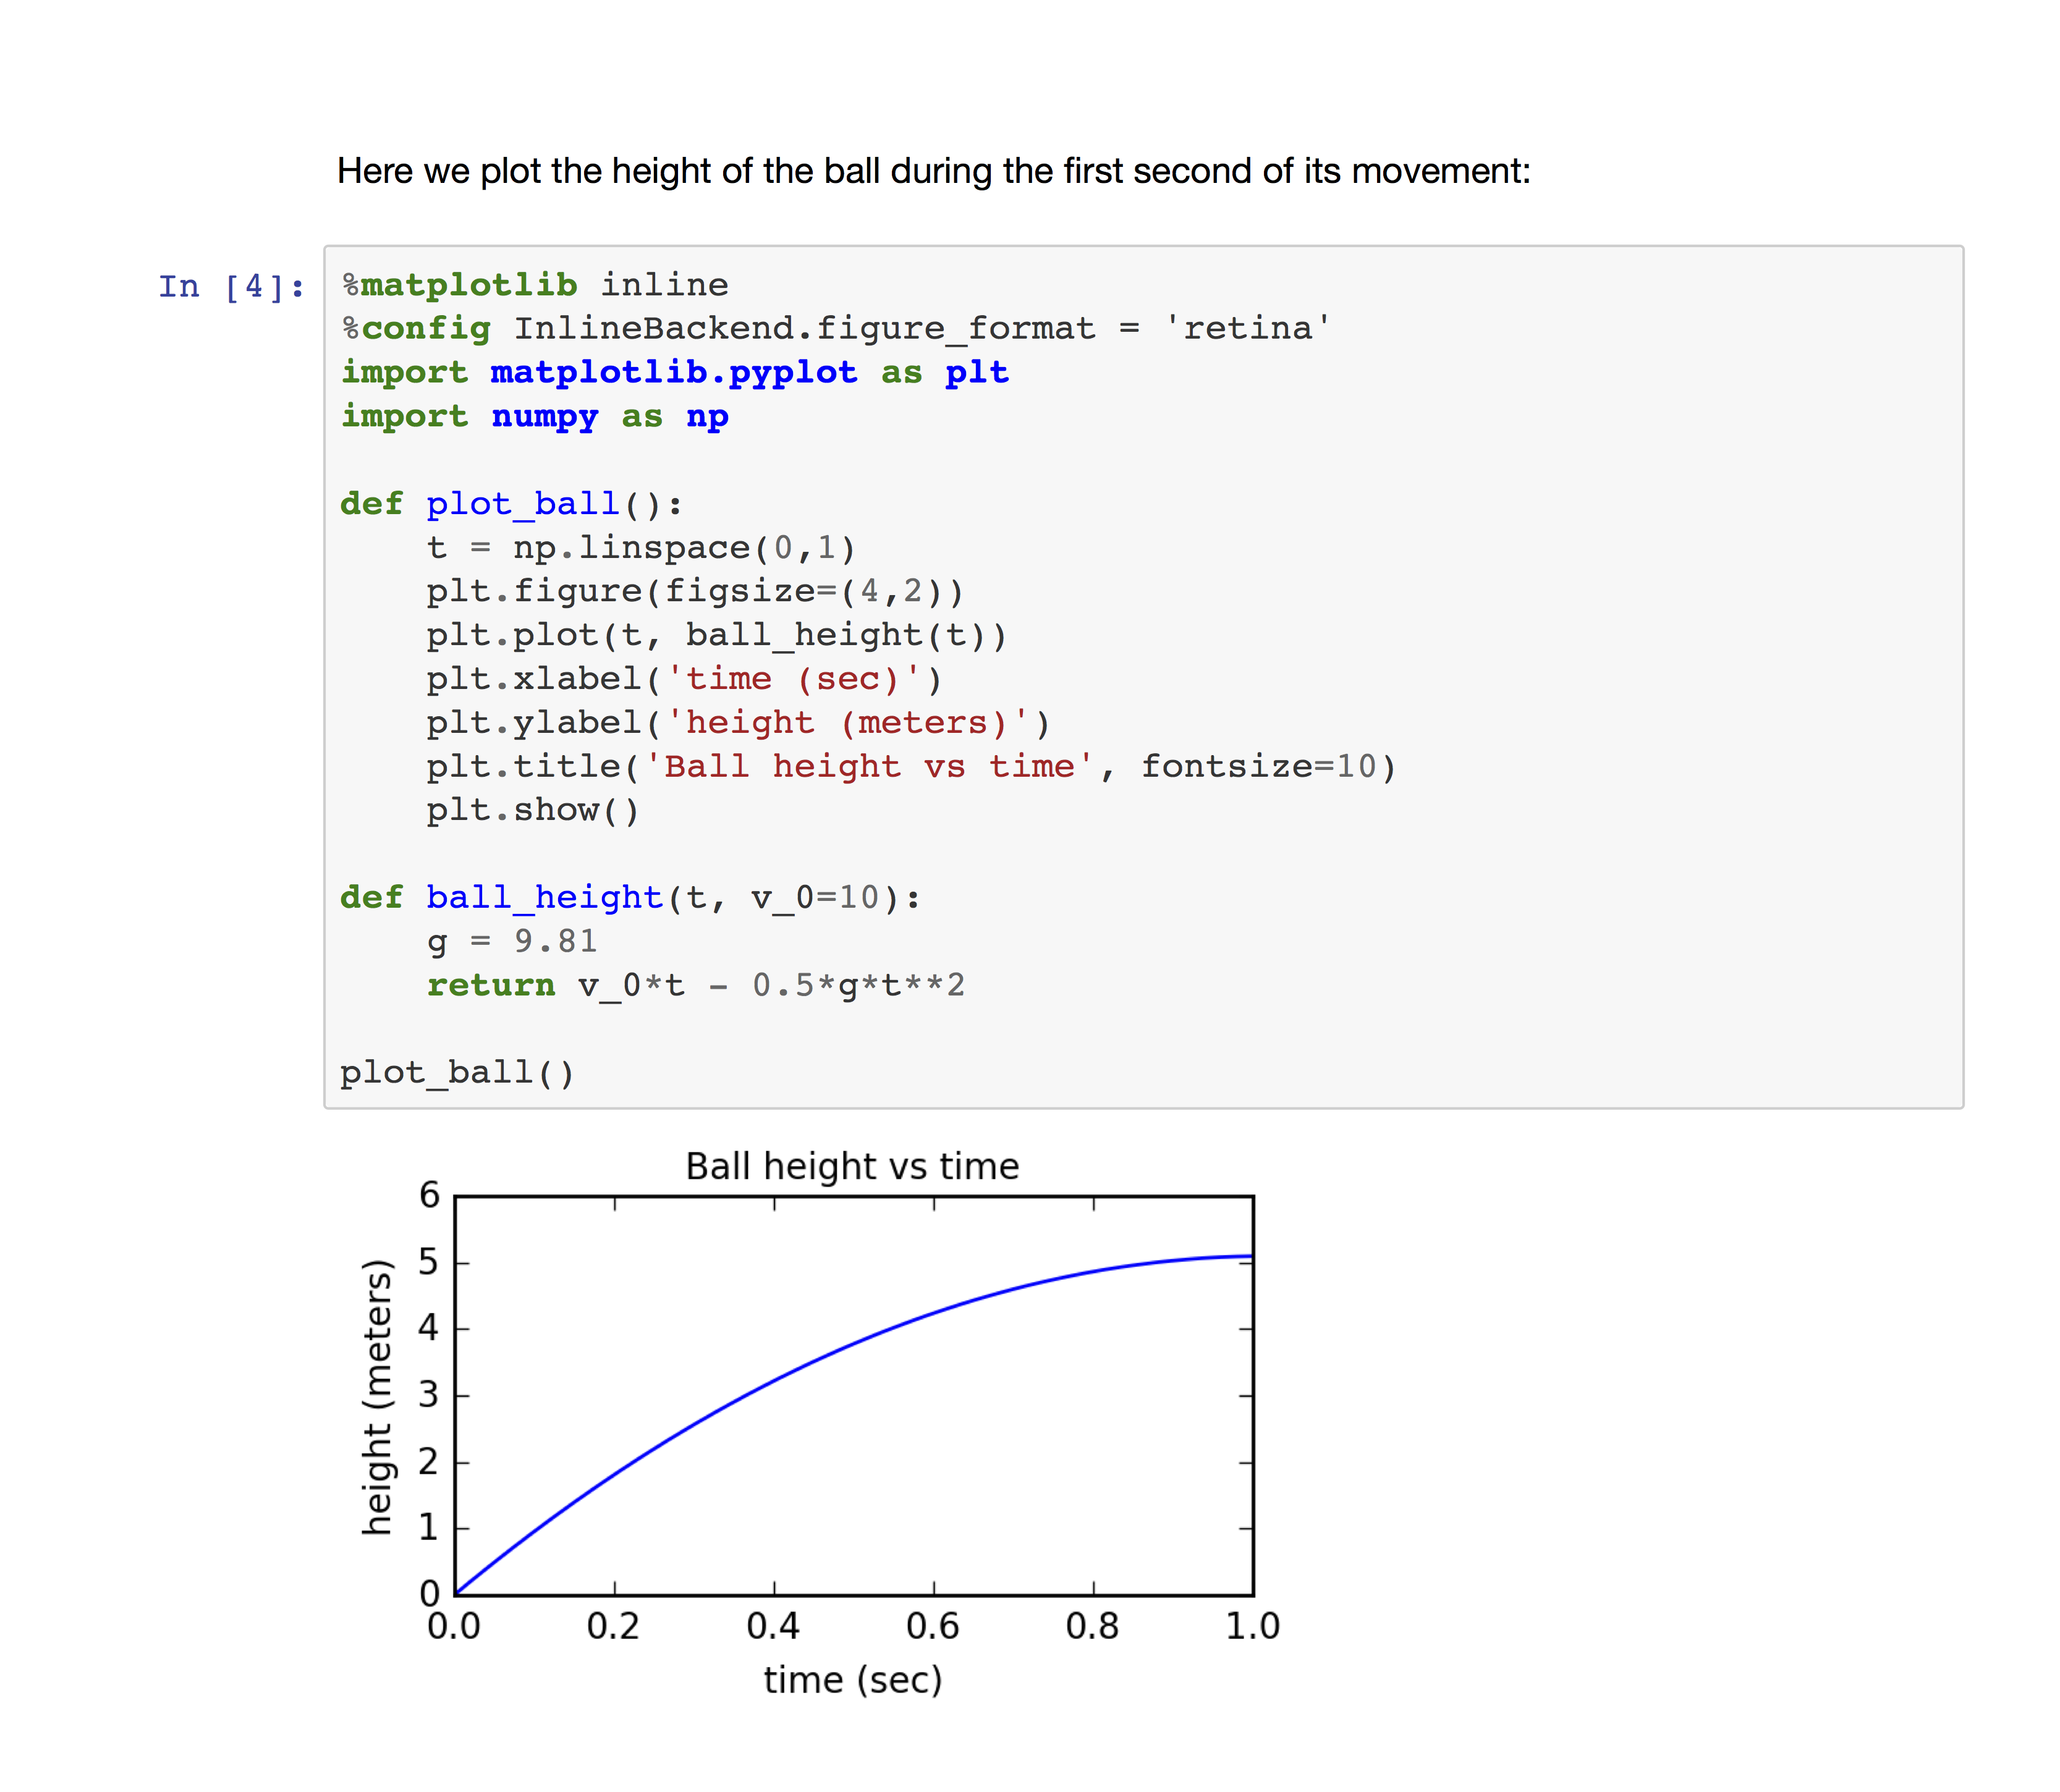 Here we plot the height of the ball during the first second of its movement:
In [4]:
%matplotlib inline
%config InlineBackend.figure_format = 'retina'
import matplotlib.pyplot as plt
import numpy as np
def plot_ball():
    t = np.linspace(0,1)
    plt.figure(figsize=(4,2))
    plt.plot(t, ball_height(t))
    plt.xlabel('time (sec)')
    plt.ylabel('height (meters)')
    plt.title('Ball height vs time', fontsize=10)
    plt.show()
def ball_height(t, v_0=10):
    g = 9.81
    return v_0*t - 0.5*g*t**2
plot_ball()
Ball height vs time
height (meters)
6
5
4
3
2
1
0
0.0 0.2 0.4 0.6 0.8 1.0
time (sec)